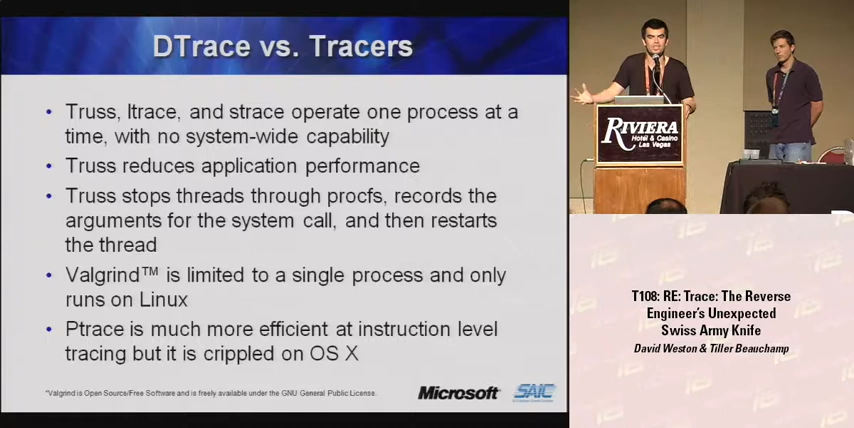 DTrace vs. Tracers
• Truss, ltrace, and strace operate one process at a
time, with no system-wide capability
• Truss reduces application performance
• Truss stops threads through procfs, records the
arguments for the system call, and then restarts
the thread
• Valgrind™ is limited to a single process and only
runs on Linux
• Ptrace is much more efficient at instruction level
tracing but it is crippled on OS X
*Valgrind is Open Source/Free Software and is freely available under the GNU General Public License.
Microsoft
SAIC
RIVIERA
Hotel & Casino
Las Vegas
T108: RE: Trace: The Reverse
Engineer's Unexpected
Swiss Army Knife
David Weston & Tiller Beauchamp